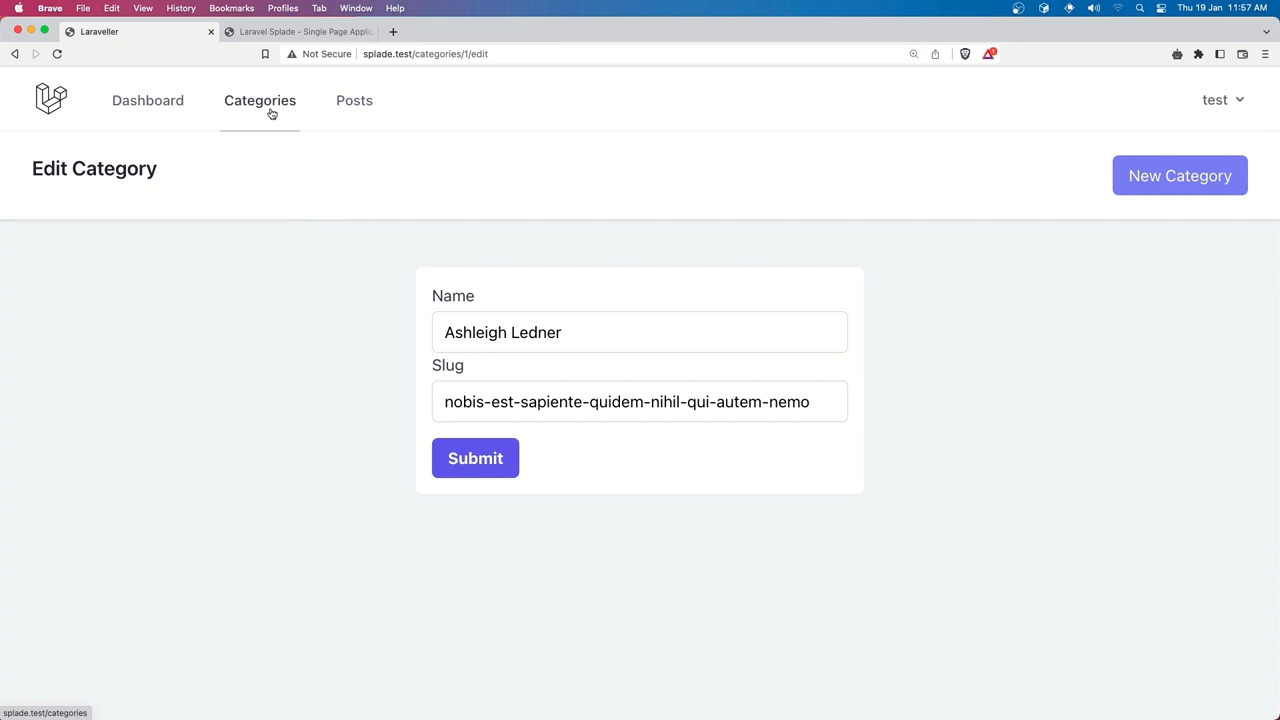 Brave File Edit View History Bookmarks Profiles Tab Window Help Thu 19 Jan 11:57 AM
Laraveller Laravel Splade - Single Page Applic
Not Secure splade.test/categories/1/edit 1
Dashboard Categories Posts test
Edit Category
New Category
Name
Ashleigh Ledner
Slug
nobis-est-sapiente-quidem-nihil-qui-autem-nemo
Submit
splade.test/categories